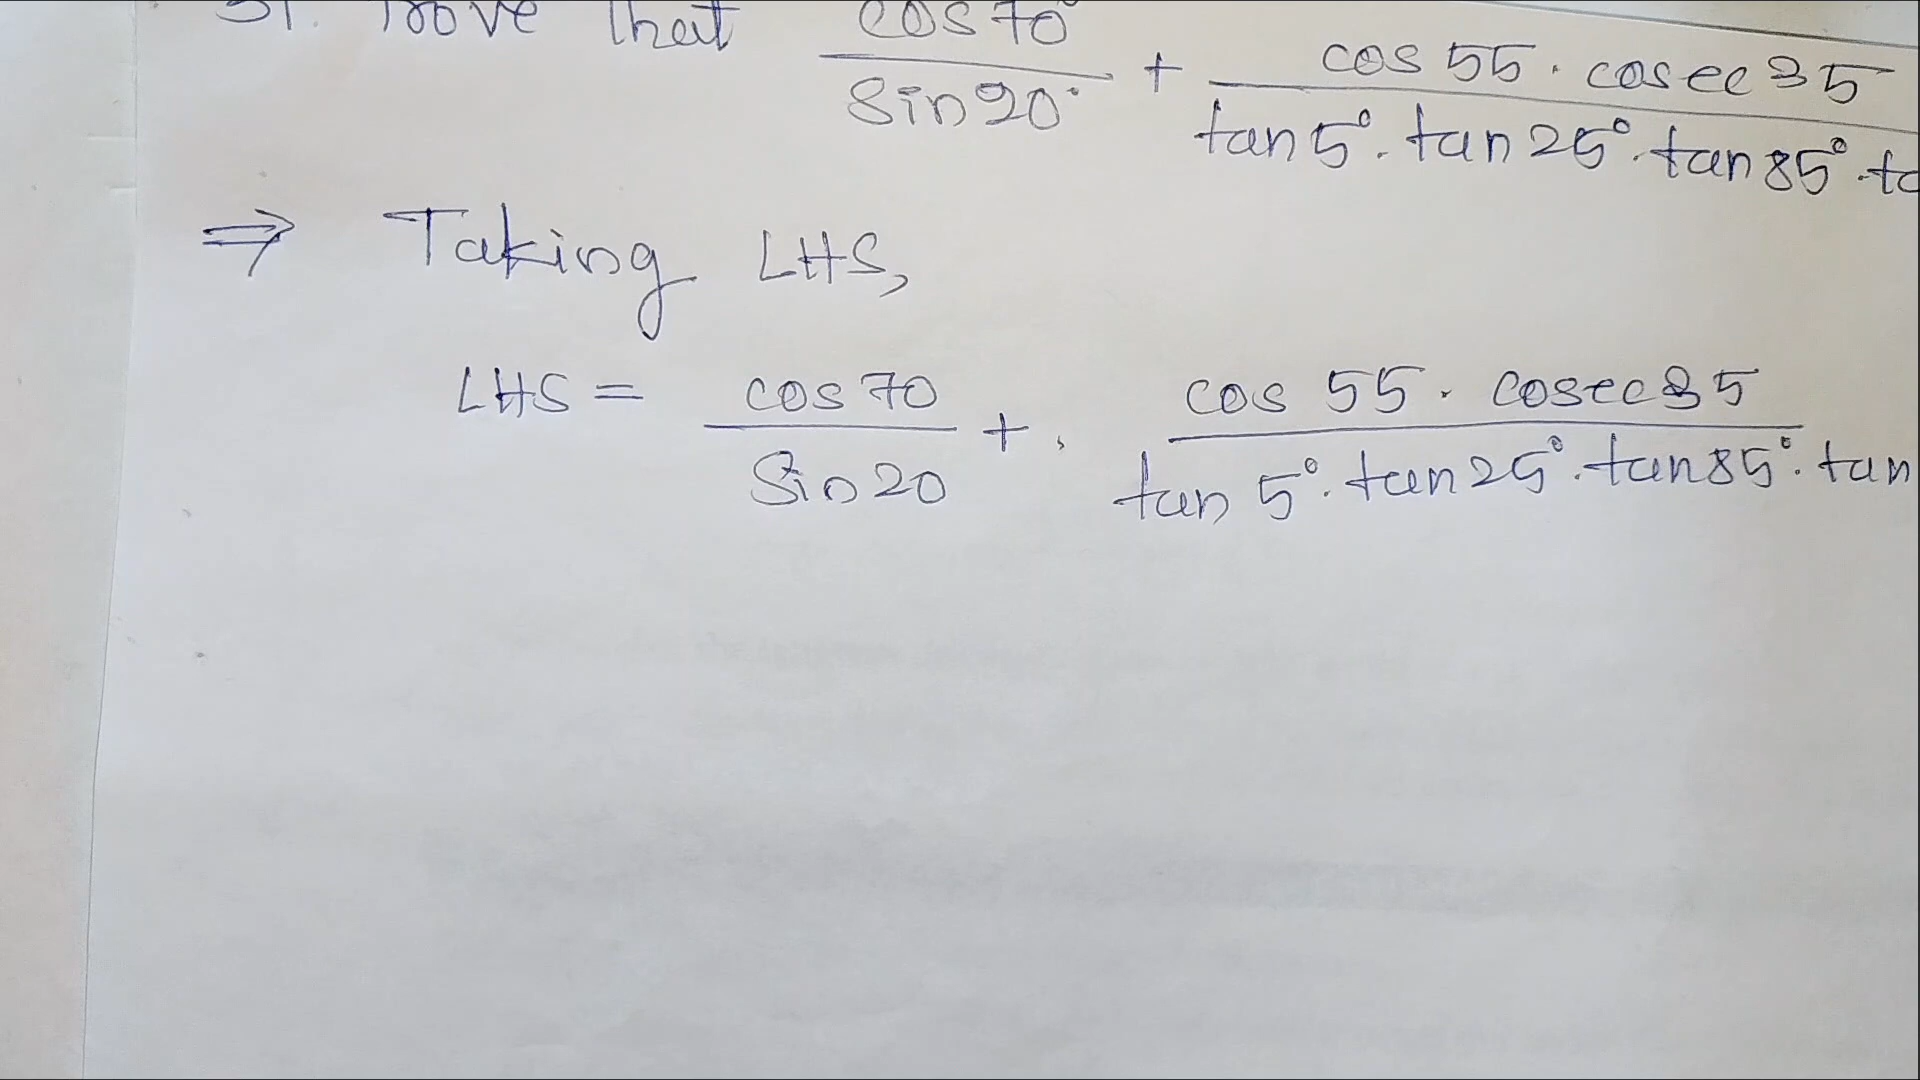 31. Prove that cos 70° / sin 20° + cos 55 . cosec 35 / tan 5° . tan 25° . tan 85° .
⇒ Taking LHS,
LHS = cos 70 / sin 20 + cos 55 . cosec 35 / tan 5° . tan 25° . tan 85° . tan